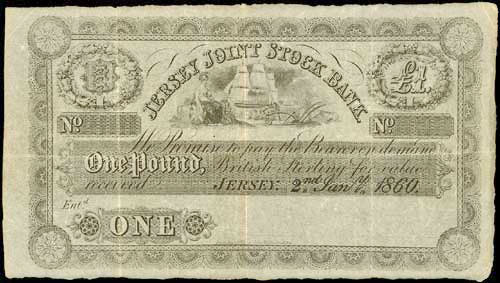 JERSEY JOINT STOCK BANK.
£1.
No No
We Promise to pay the Bearer on demand
One Pound, British Sterling for value
received JERSEY: 2nd Jany. 1860.
Entd.
ONE